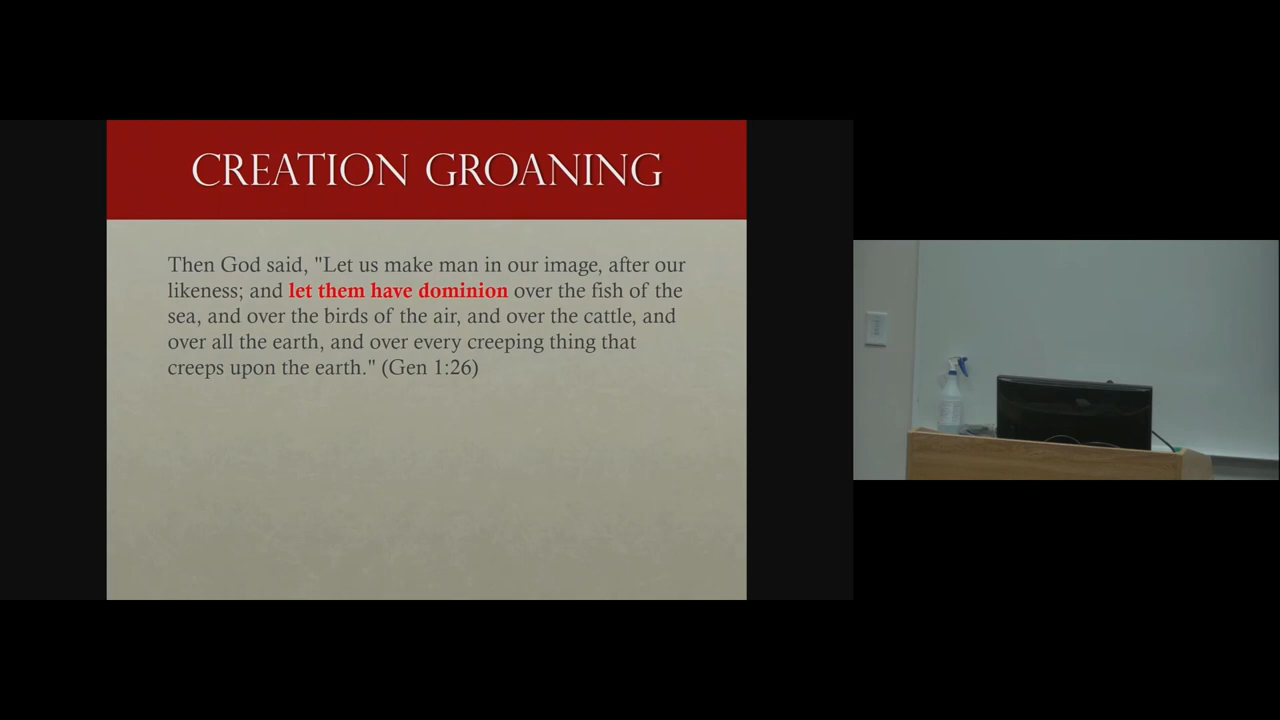 CREATION GROANING
Then God said, "Let us make man in our image, after our
likeness; and let them have dominion over the fish of the
sea, and over the birds of the air, and over the cattle, and
over all the earth, and over every creeping thing that
creeps upon the earth." (Gen 1:26)